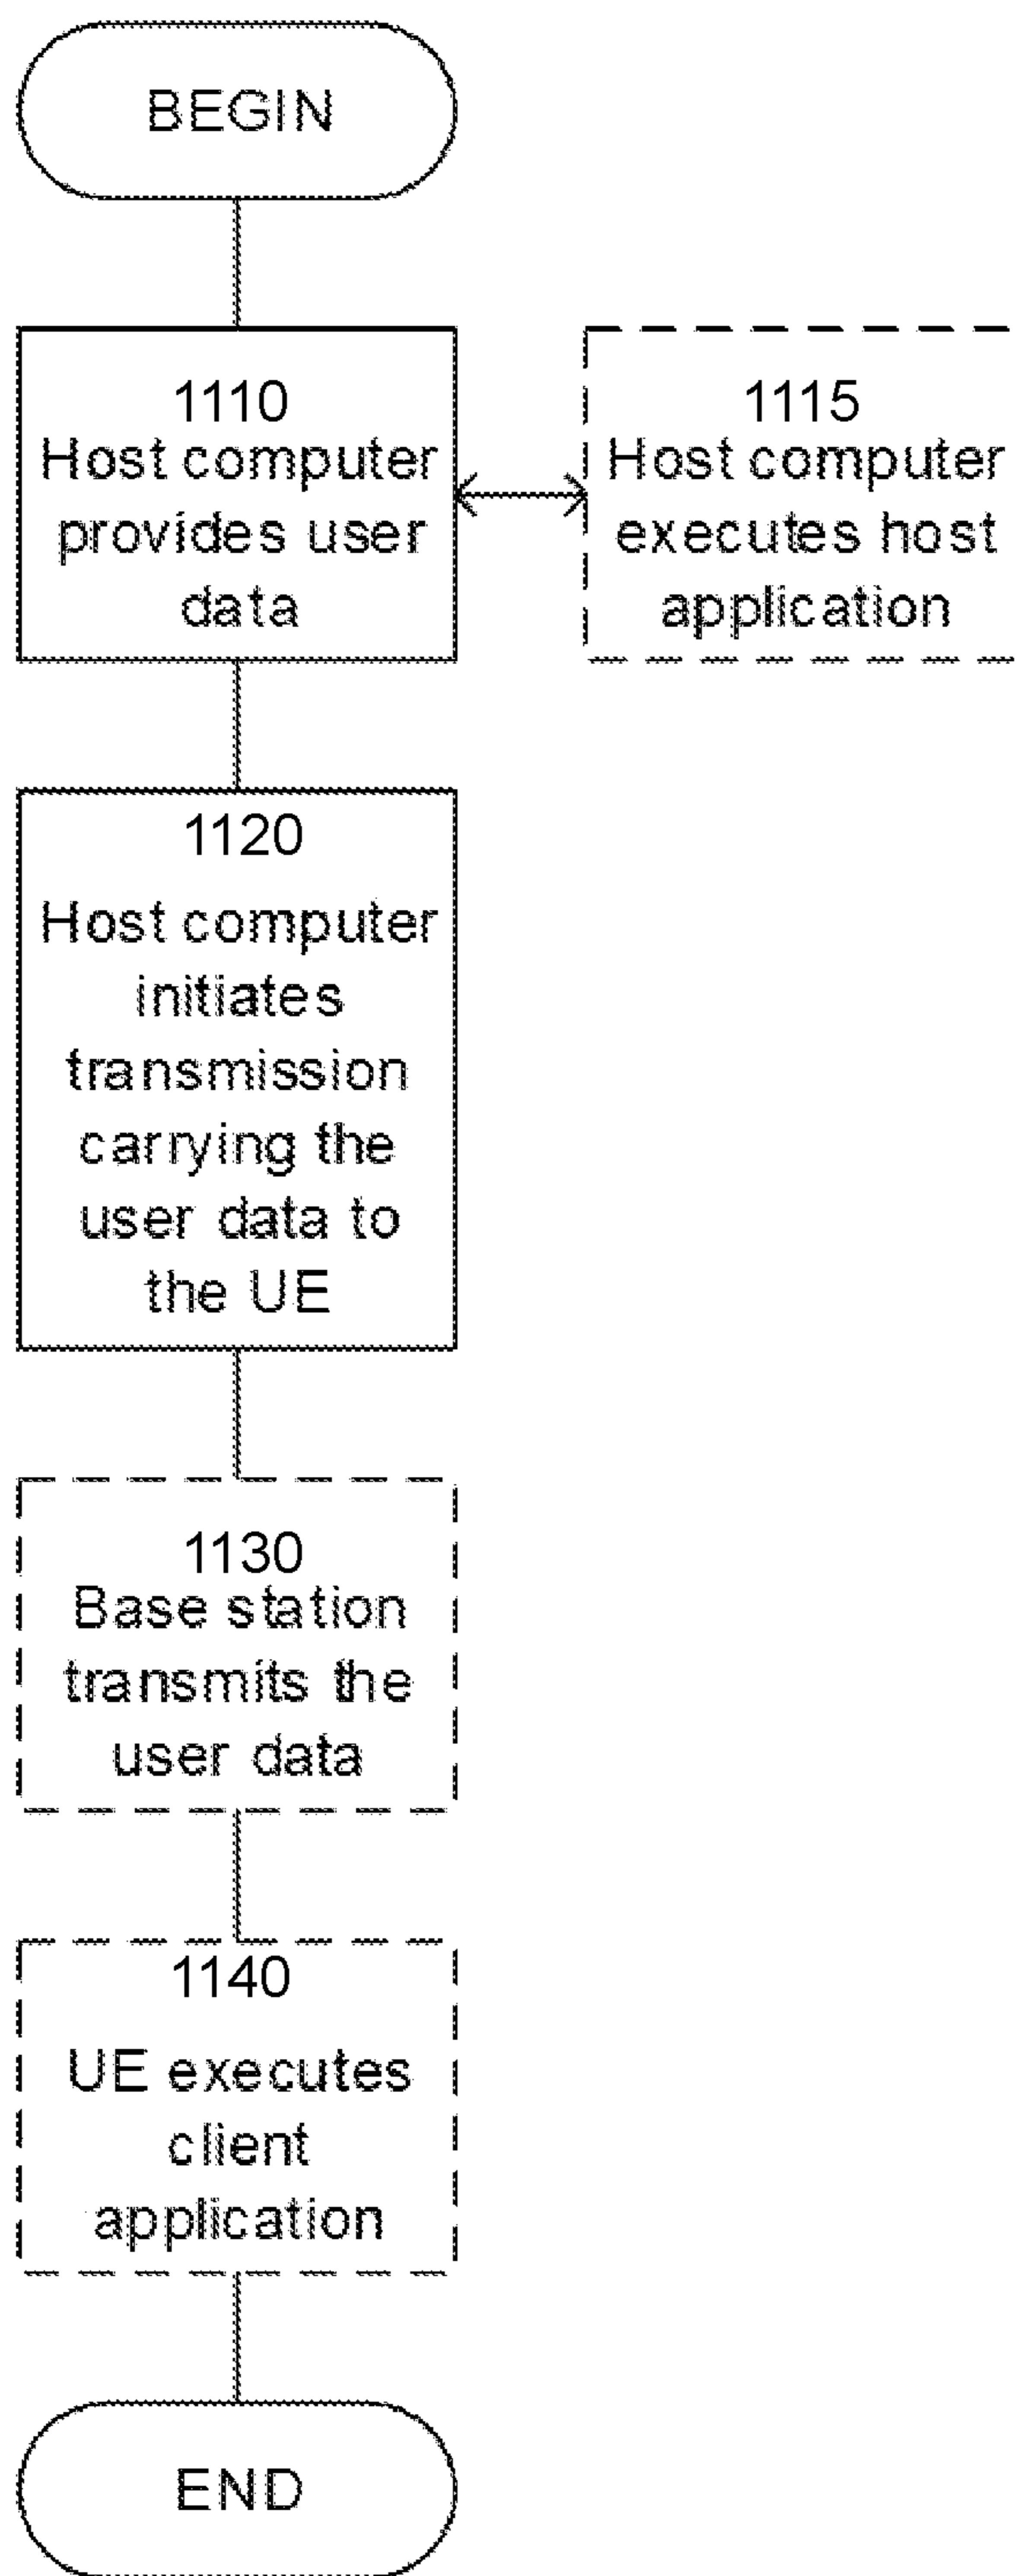 BEGIN
1110
Host computer
provides user
data
1115
Host computer
executes host
application
1120
Host computer
initiates
transmission
carrying the
user data to
the UE
1130
Base station
transmits the
user data
1140
UE executes
client
application
END